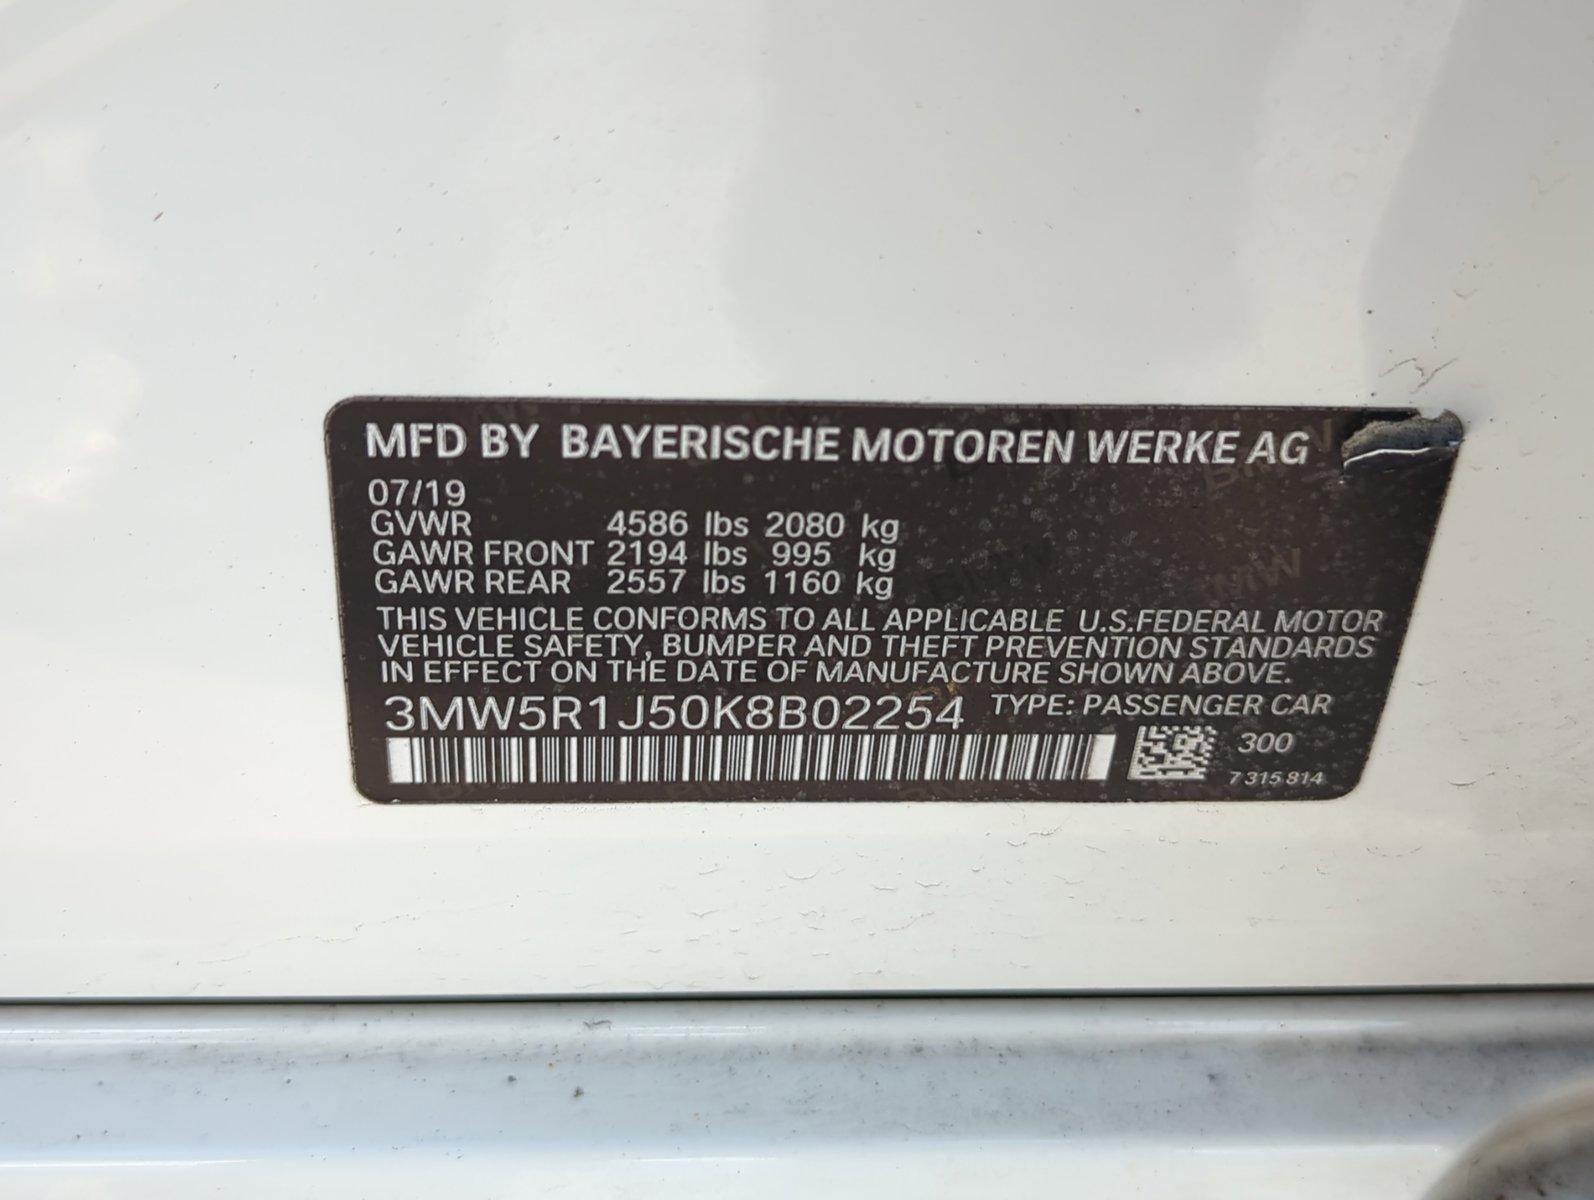 MFD BY BAYERISCHE MOTOREN WERKE AG
07/19
GVWR 4586 lbs 2080 kg
GAWR FRONT 2194 lbs 995 kg
GAWR REAR 2557 lbs 1160 kg
THIS VEHICLE CONFORMS TO ALL APPLICABLE U.S.FEDERAL MOTOR
VEHICLE SAFETY, BUMPER AND THEFT PREVENTION STANDARDS
IN EFFECT ON THE DATE OF MANUFACTURE SHOWN ABOVE.
3MW5R1J50K8B02254 TYPE: PASSENGER CAR
300
7 315 814